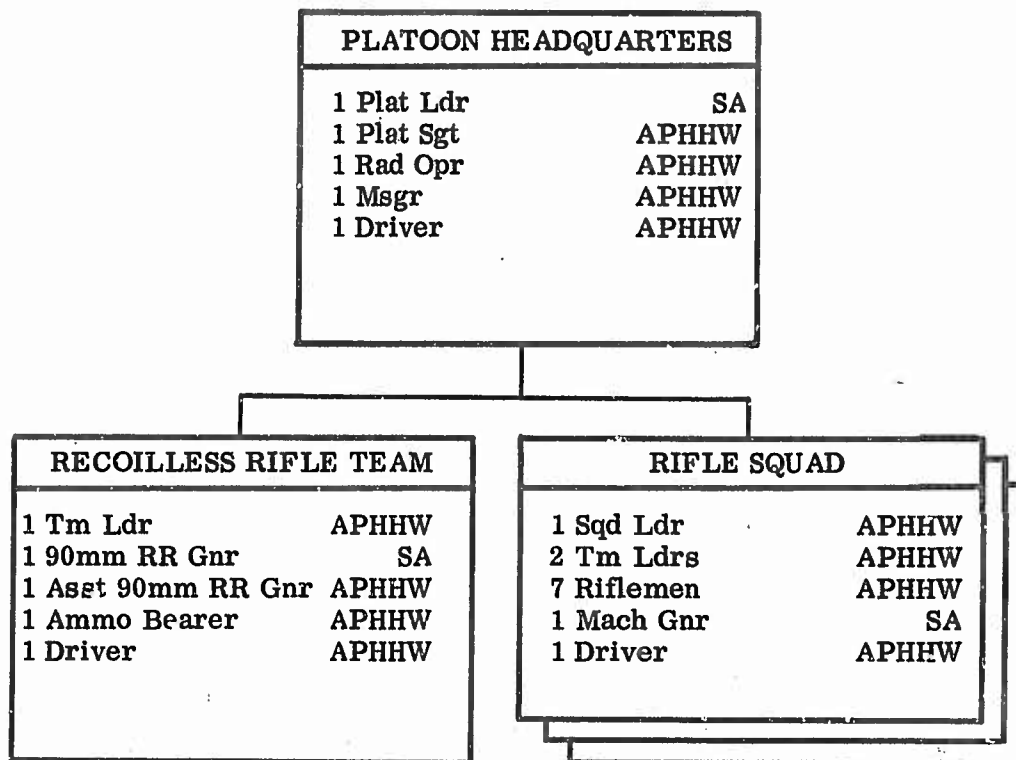 PLATOON HEADQUARTERS
1 Plat Ldr SA
1 Plat Sgt APHHW
1 Rad Opr APHHW
1 Msgr APHHW
1 Driver APHHW
RECOILLESS RIFLE TEAM
1 Tm Ldr APHHW
1 90mm RR Gnr SA
1 Asst 90mm RR Gnr APHHW
1 Ammo Bearer APHHW
1 Driver APHHW
RIFLE SQUAD
1 Sqd Ldr APHHW
2 Tm Ldrs APHHW
7 Riflemen APHHW
1 Mach Gnr SA
1 Driver APHHW